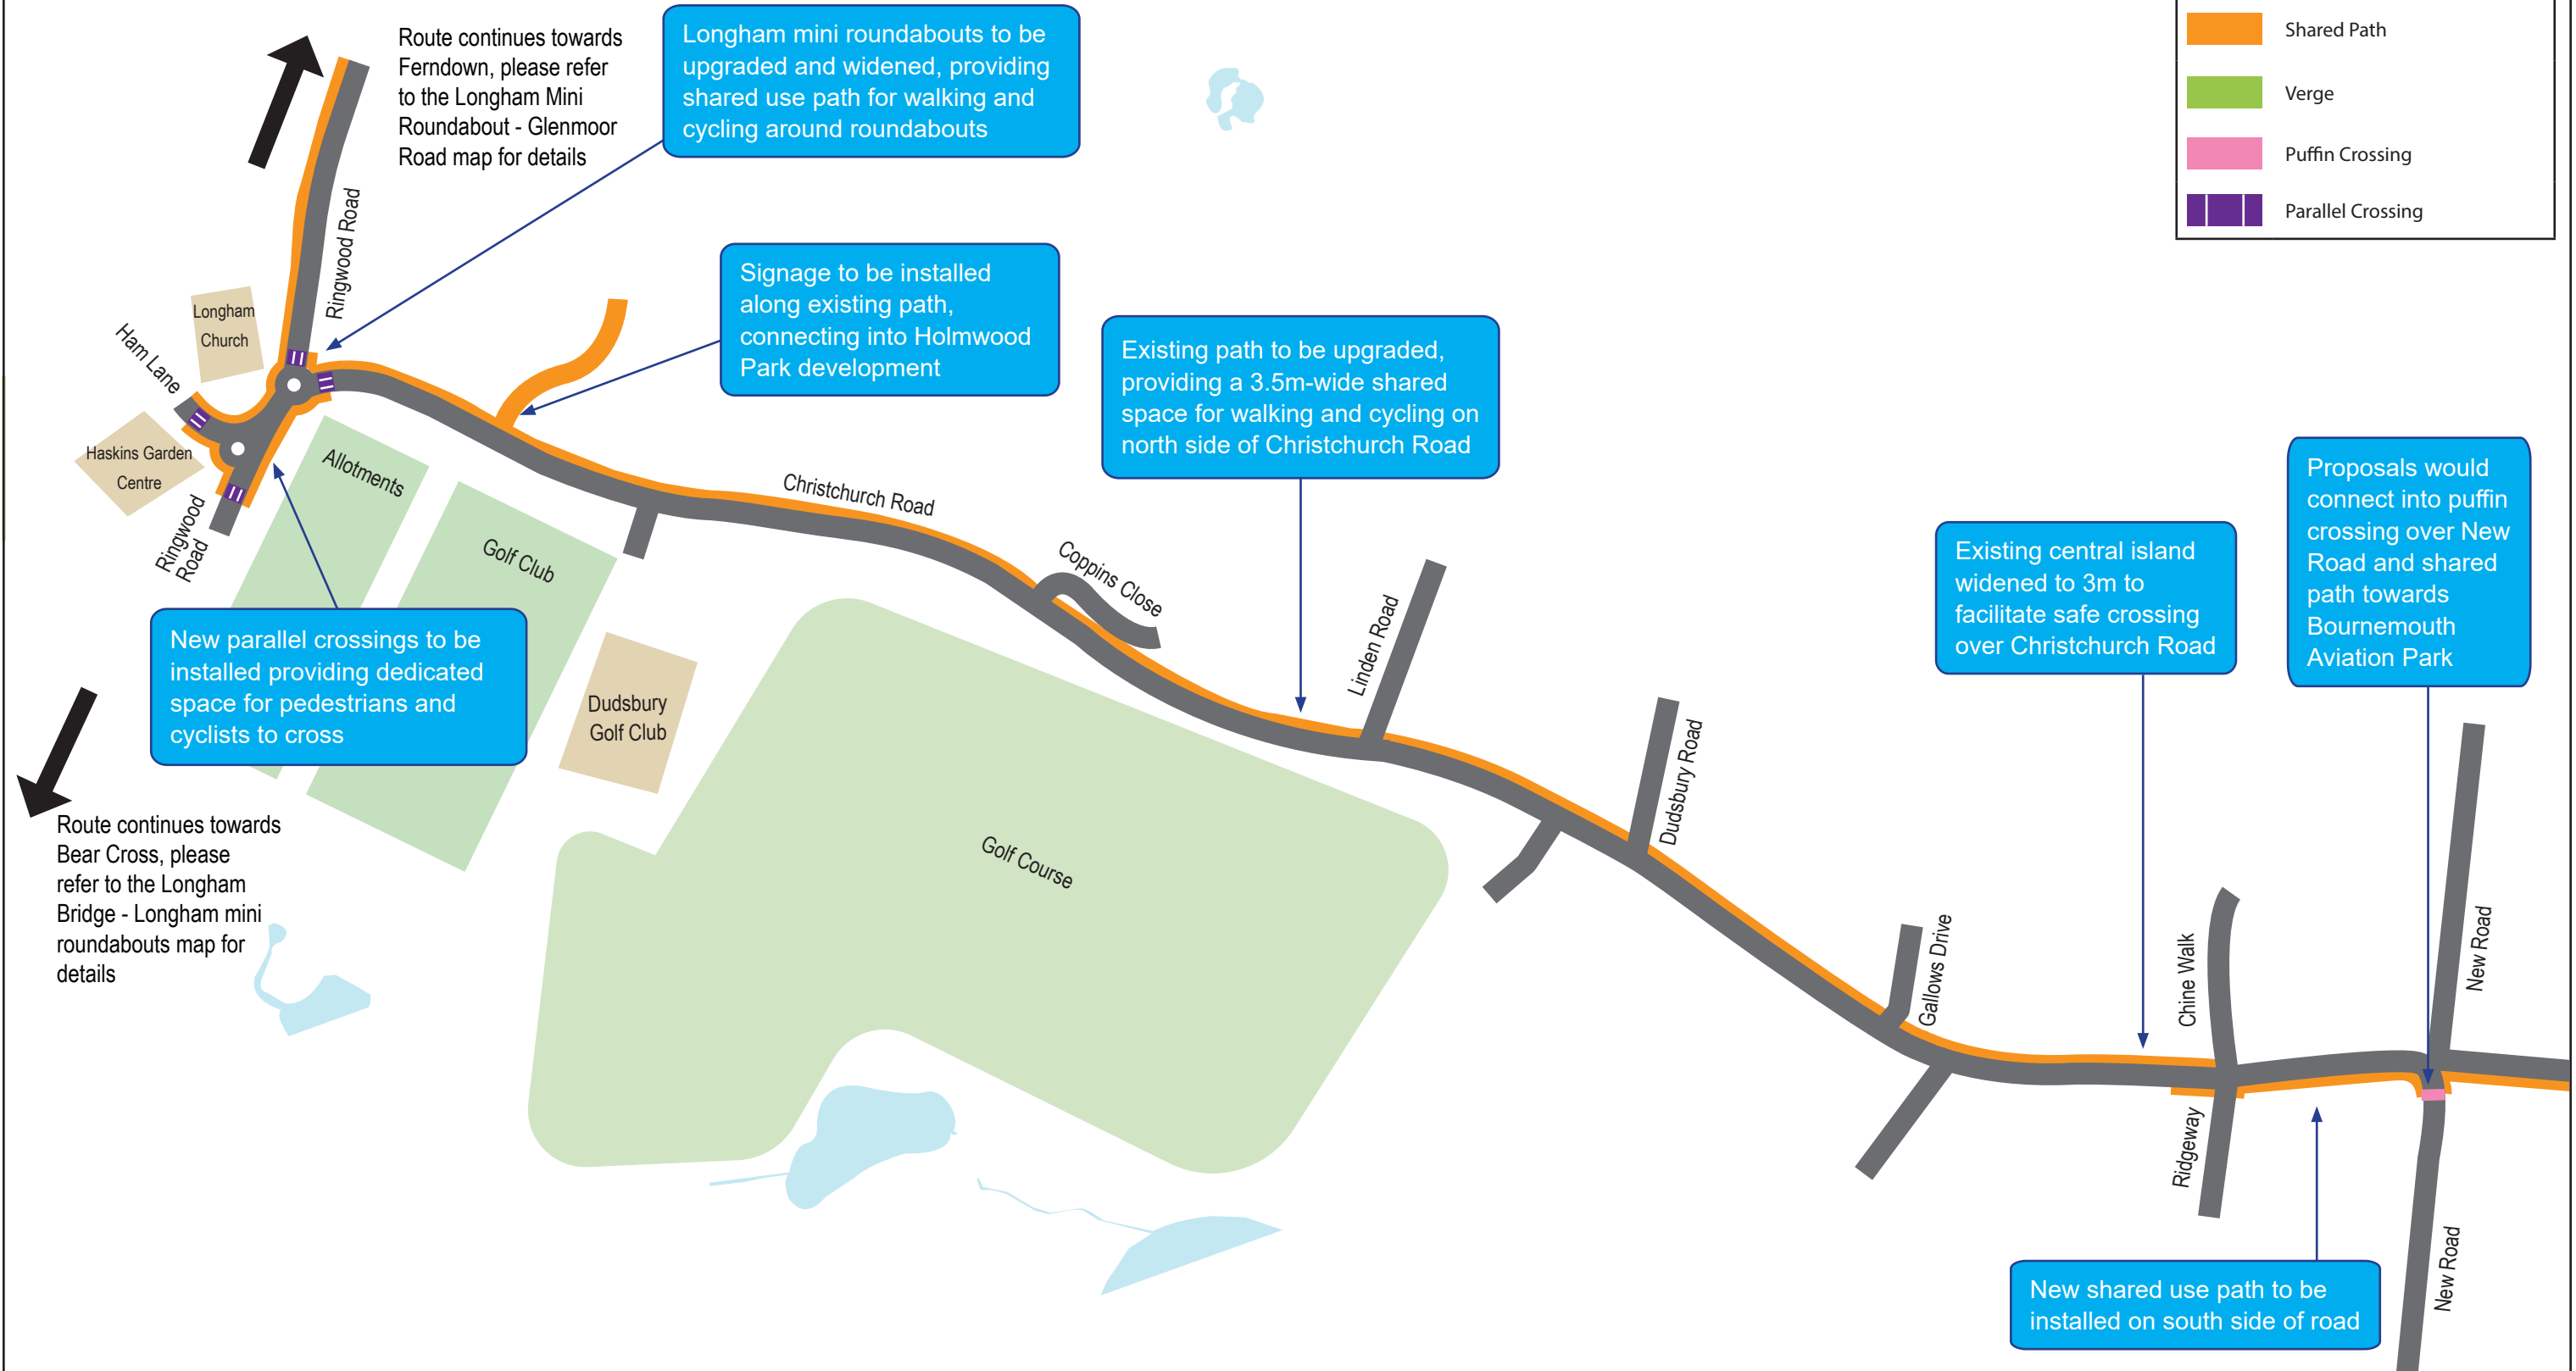 Route continues towards
Ferndown, please refer
to the Longham Mini
Roundabout - Glenmoor
Road map for details
Longham mini roundabouts to be
upgraded and widened, providing
shared use path for walking and
cycling around roundabouts
Shared Path
Verge
Puffin Crossing
Parallel Crossing
Ringwood Road
Signage to be installed
along existing path,
connecting into Holmwood
Park development
Longham
Church
Ham Lane
Haskins Garden
Centre
Ringwood
Road
Allotments
Golf Club
Christchurch Road
Existing path to be upgraded,
providing a 3.5m-wide shared
space for walking and cycling on
north side of Christchurch Road
Coppins Close
Linden Road
Dudsbury Road
Existing central island
widened to 3m to
facilitate safe crossing
over Christchurch Road
Proposals would
connect into puffin
crossing over New
Road and shared
path towards
Bournemouth
Aviation Park
New parallel crossings to be
installed providing dedicated
space for pedestrians and
cyclists to cross
Dudsbury
Golf Club
Golf Course
Route continues towards
Bear Cross, please
refer to the Longham
Bridge - Longham mini
roundabouts map for
details
Gallows Drive
Chine Walk
New Road
Ridgeway
New Road
New shared use path to be
installed on south side of road